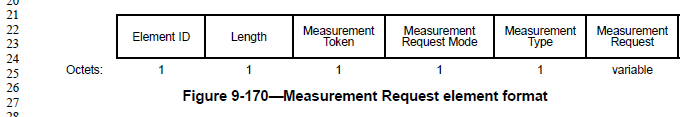 20
21
22
23
24
25
26
27
28
Element ID
Length
Measurement
Token
Measurement
Request Mode
Measurement
Type
Measurement
Request
Octets: 1 1 1 1 1 variable
Figure 9-170—Measurement Request element format